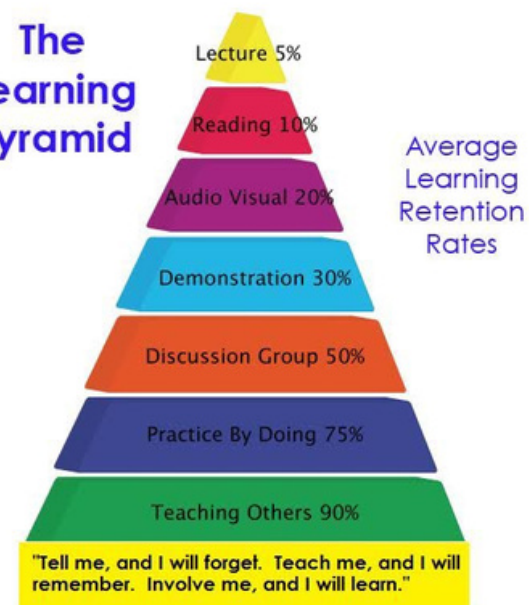 The
earning
yramid
Lecture 5%
Reading 10%
Audio Visual 20%
Average
Learning
Retention
Rates
Demonstration 30%
Discussion Group 50%
Practice By Doing 75%
Teaching Others 90%
"Tell me, and I will forget. Teach me, and I will
remember. Involve me, and I will learn."